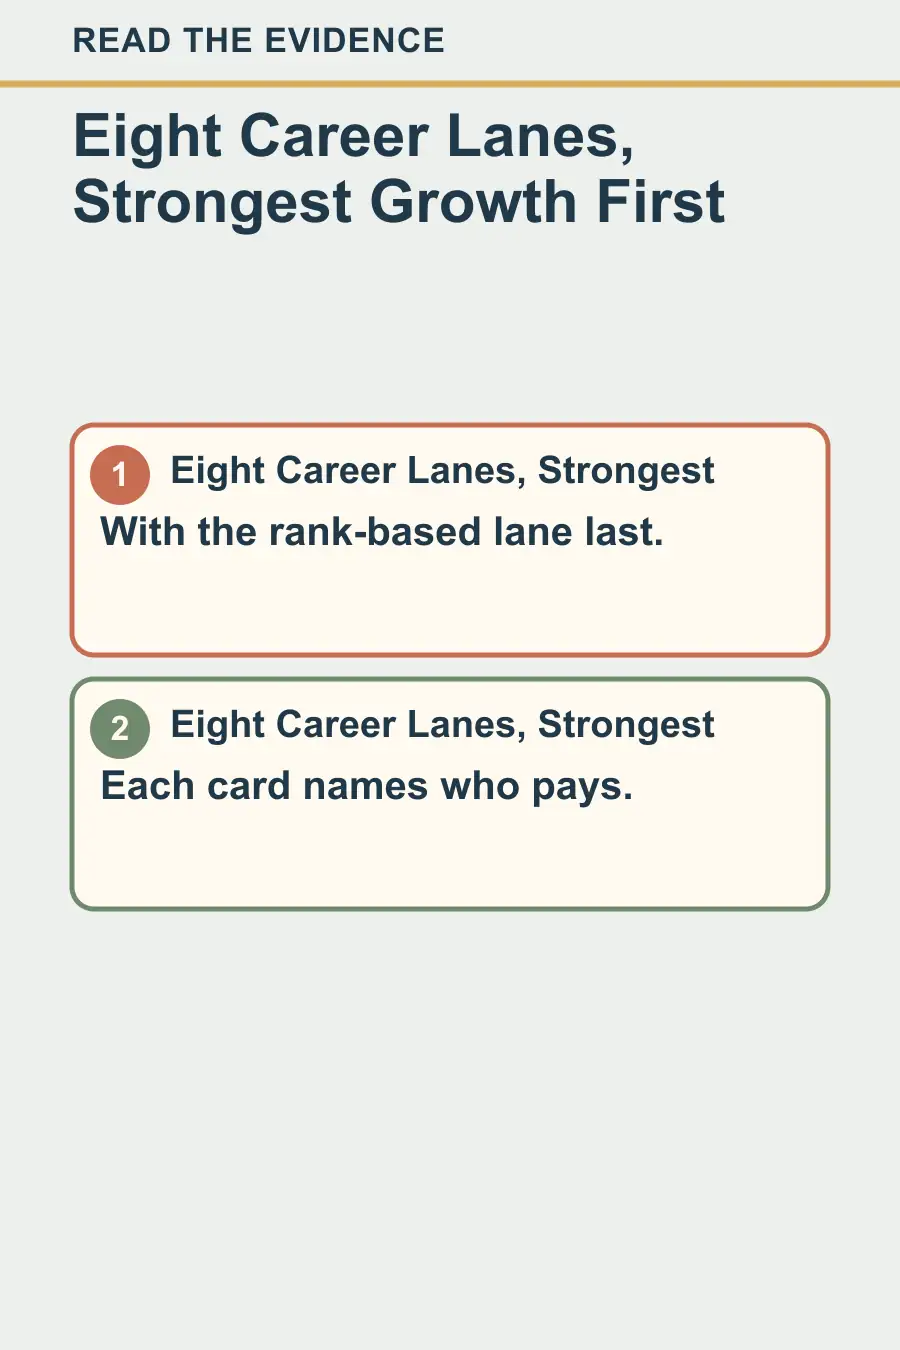 READ THE EVIDENCE
Eight Career Lanes,
Strongest Growth First
1
Eight Career Lanes, Strongest
With the rank-based lane last.
2
Eight Career Lanes, Strongest
Each card names who pays.